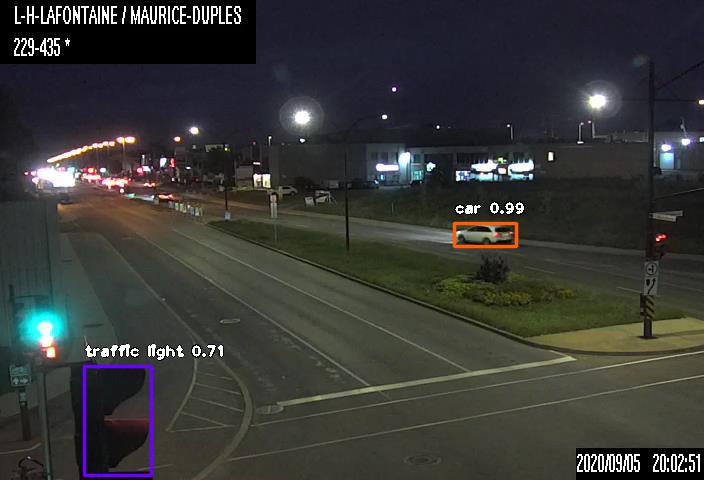 L-H-LAFONTAINE / MAURICE-DUPLES
229-435 *
car 0.99
traffic light 0.71
2020/09/05 20:02:51